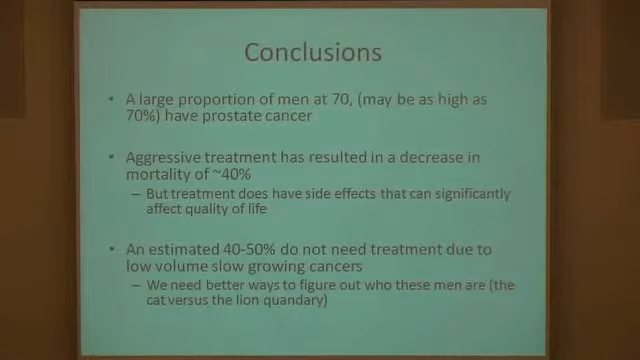 Conclusions
• A large proportion of men at 70, (may be as high as
70%) have prostate cancer
• Aggressive treatment has resulted in a decrease in
mortality of ~40%
– But treatment does have side effects that can significantly
affect quality of life
• An estimated 40-50% do not need treatment due to
low volume slow growing cancers
– We need better ways to figure out who these men are (the
cat versus the lion quandary)